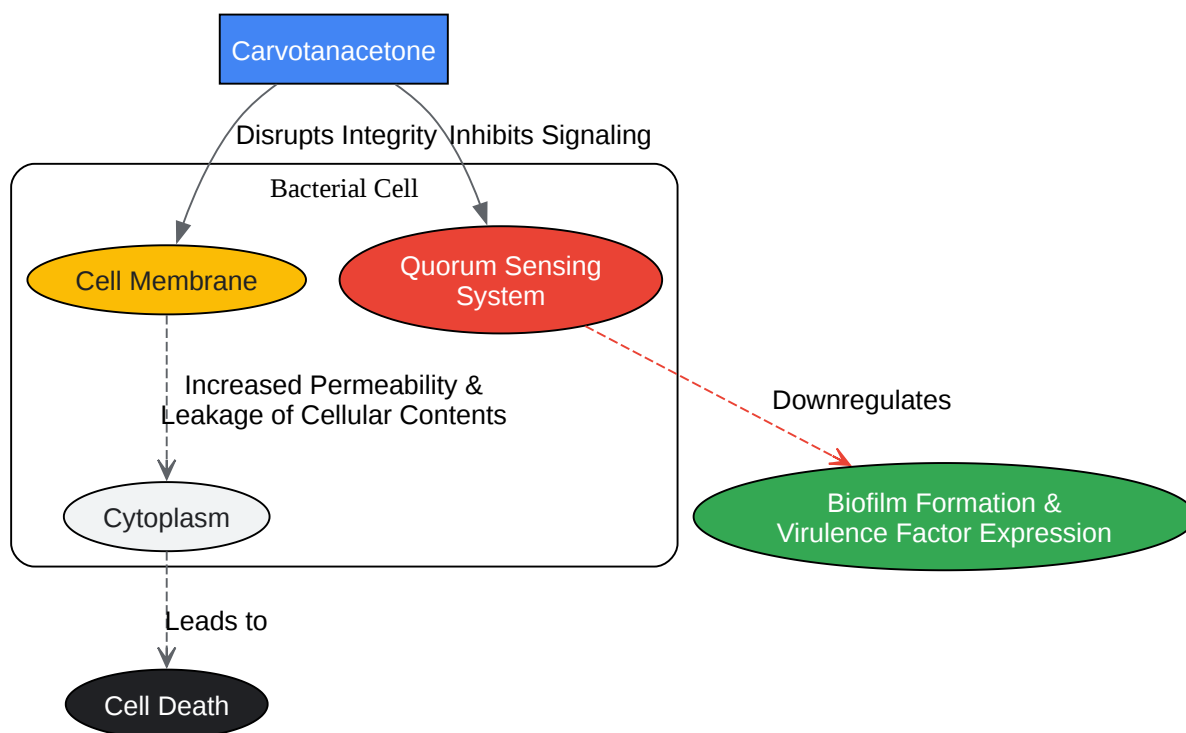 Carvotanacetone
Disrupts Integrity
Inhibits Signaling
Bacterial Cell
Cell Membrane
Quorum Sensing
System
Increased Permeability &
Leakage of Cellular Contents
Downregulates
Cytoplasm
Biofilm Formation &
Virulence Factor Expression
Leads to
Cell Death